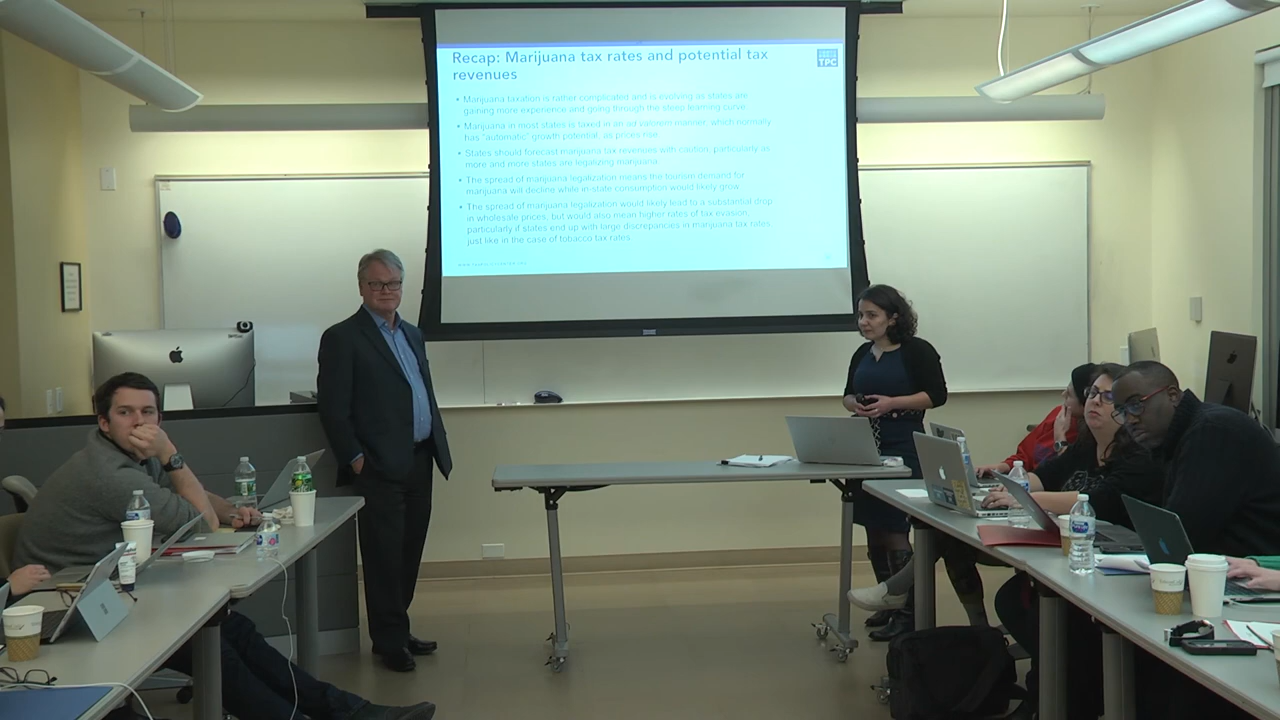 Recap: Marijuana tax rates and potential tax
revenues
TPC
• Marijuana taxation is rather complicated and is evolving as states are
gaining more experience and going through the steep learning curve.
• Marijuana in most states is taxed in an ad valorem manner, which normally
has "automatic" growth potential, as prices rise.
• States should forecast marijuana tax revenues with caution, particularly as
more and more states are legalizing marijuana.
• The spread of marijuana legalization means the tourism demand for
marijuana will decline while in-state consumption would likely grow.
• The spread of marijuana legalization would likely lead to a substantial drop
in wholesale prices, but would also mean higher rates of tax evasion,
particularly if states end up with large discrepancies in marijuana tax rates
just like in the case of tobacco tax rates.